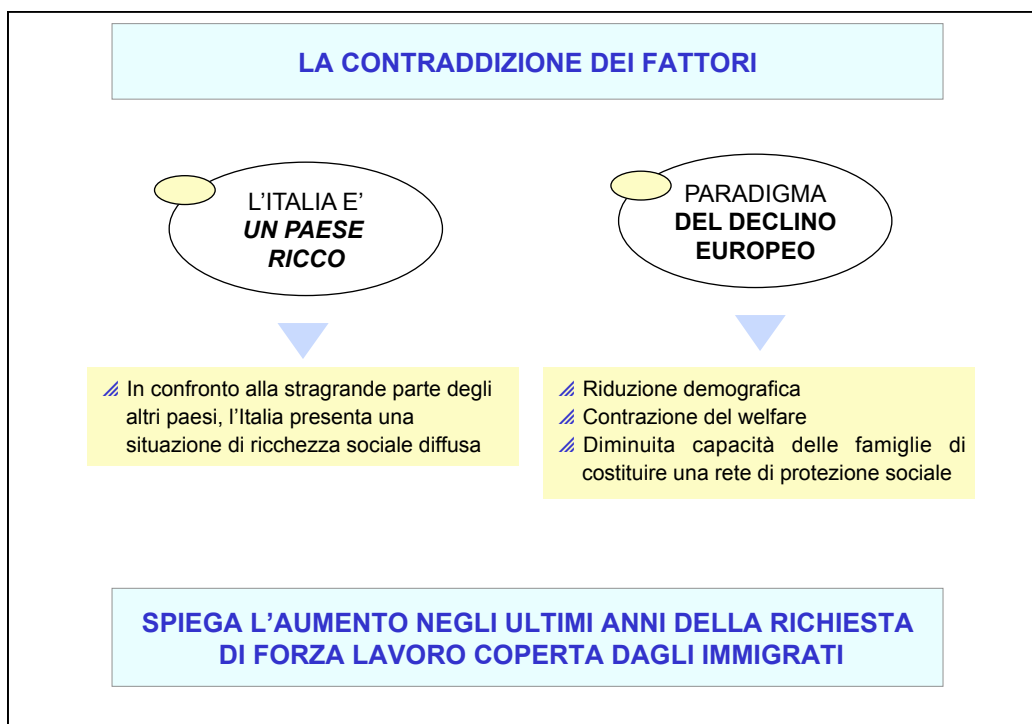 LA CONTRADDIZIONE DEI FATTORI
L’ITALIA E’
UN PAESE
RICCO
PARADIGMA
DEL DECLINO
EUROPEO
In confronto alla stragrande parte degli
altri paesi, l’Italia presenta una
situazione di ricchezza sociale diffusa
Riduzione demografica
Contrazione del welfare
Diminuita capacità delle famiglie di
costituire una rete di protezione sociale
SPIEGA L’AUMENTO NEGLI ULTIMI ANNI DELLA RICHIESTA
DI FORZA LAVORO COPERTA DAGLI IMMIGRATI